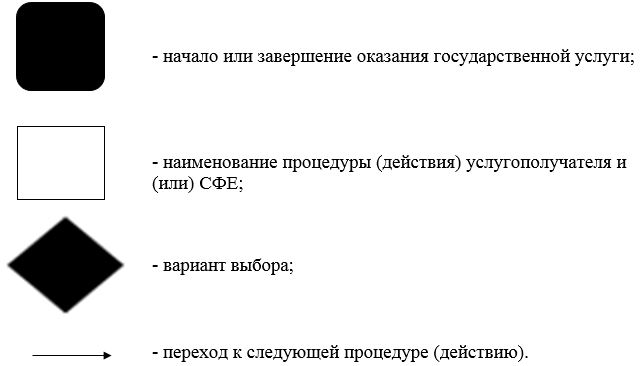 - начало или завершение оказания государственной услуги;
- наименование процедуры (действия) услугополучателя и
(или) СФЕ;
- вариант выбора;
- переход к следующей процедуре (действию).